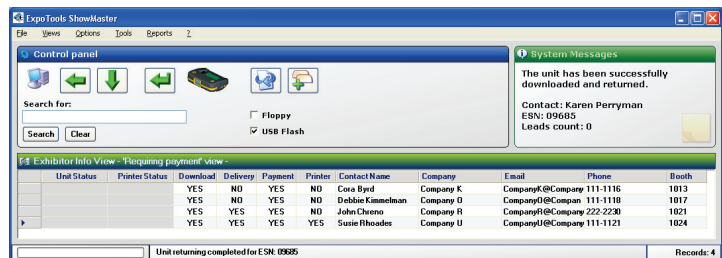 ExpoTools ShowMaster
File Views Options Tools Reports ?
Control panel
Search for:
Search Clear
Floppy
USB Flash
System Messages
The unit has been successfully
downloaded and returned.
Contact: Karen Perryman
ESN: 09685
Leads count: 0
Exhibitor Info View - 'Requiring payment' view -
Unit Status Printer Status Download Delivery Payment Printer Contact Name Company Email Phone Booth
YES NO YES NO Cora Byrd Company K CompanyK@Company 111-1116 1013
YES NO YES NO Debbie Kimmelman Company O CompanyO@Compan 111-1118 1017
YES YES YES NO John Chreno Company R CompanyR@Company 222-2230 1021
YES YES YES YES Susie Rhoades Company U CompanyU@Company 111-1121 1024
Unit returning completed for ESN: 09685
Records: 4